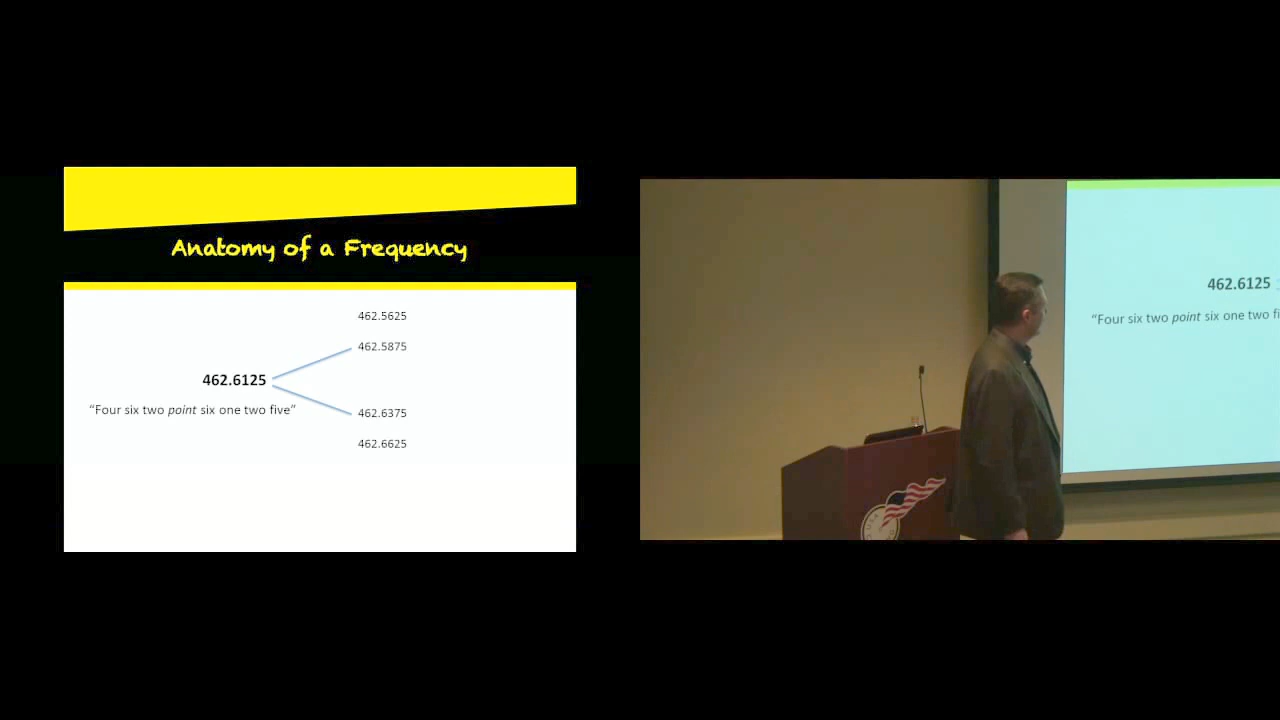 Anatomy of a Frequency
462.5625
462.5875
462.6125
“Four six two point six one two five”
462.6375
462.6625
462.6125
“Four six two point six one two fi
USA